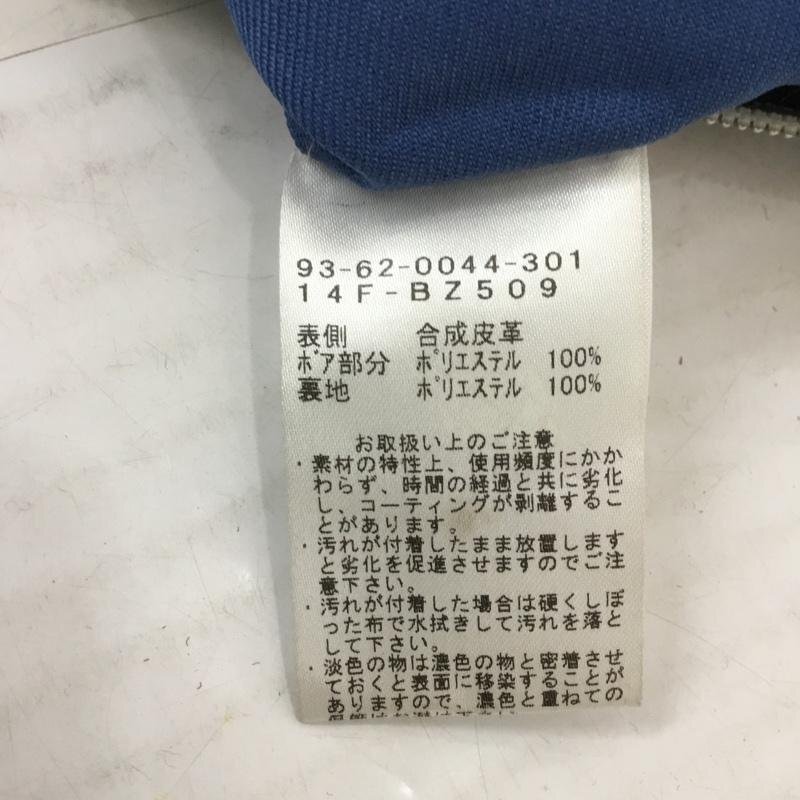 93-62-0044-301
14F-BZ509
表側 合成皮革
ﾎﾞｱ部分 ﾎﾟﾘｴｽﾃﾙ 100%
裏地 ﾎﾟﾘｴｽﾃﾙ 100%
お取扱い上のご注意
・素材の特性上、使用頻度にかか
わらず、時間の経過と共に劣化
し、コーティングが剥離するこ
とがあります。
・汚れが付着したまま放置します
と劣化を促進させますのでご注
意下さい。
・汚れが付着した場合は硬くしぼ
った布で水拭きして汚れを落と
して下さい。
・淡色の物は濃色の物と密着させ
ておくと表面に移染することが
ありますので、濃色と重ねての